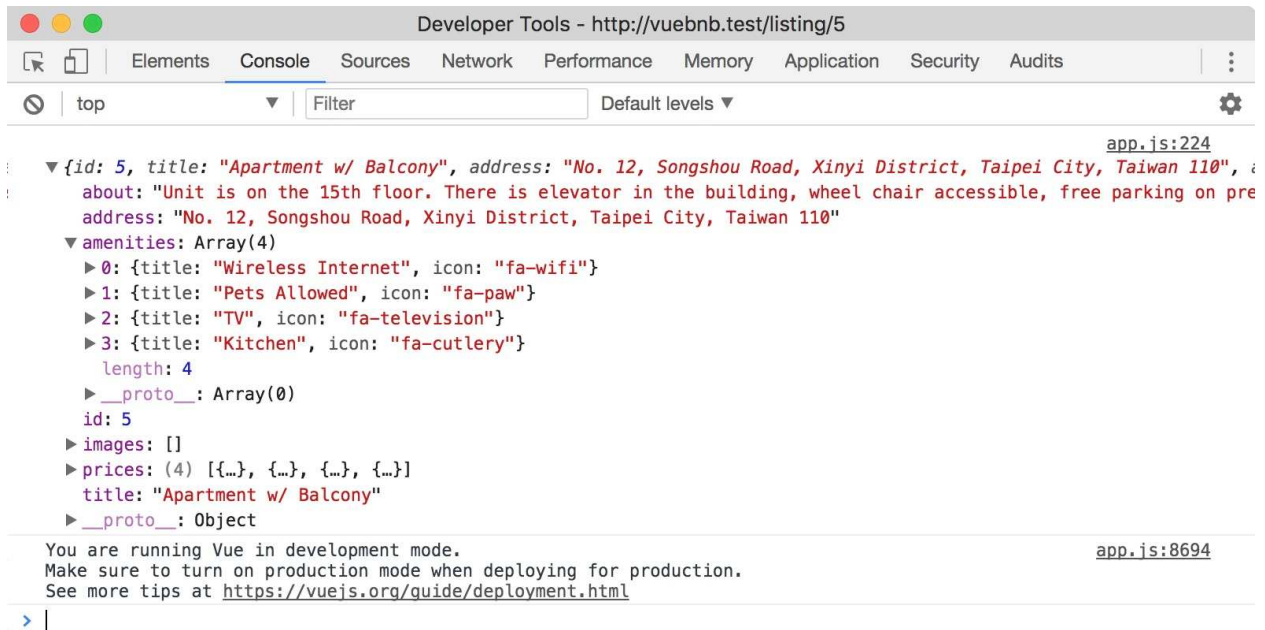 Developer Tools - http://vuebnb.test/listing/5
Elements Console Sources Network Performance Memory Application Security Audits
top Filter Default levels ▼
app.js:224
▼{id: 5, title: "Apartment w/ Balcony", address: "No. 12, Songshou Road, Xinyi District, Taipei City, Taiwan 110",
about: "Unit is on the 15th floor. There is elevator in the building, wheel chair accessible, free parking on pre
address: "No. 12, Songshou Road, Xinyi District, Taipei City, Taiwan 110"
▼amenities: Array(4)
▶0: {title: "Wireless Internet", icon: "fa-wifi"}
▶1: {title: "Pets Allowed", icon: "fa-paw"}
▶2: {title: "TV", icon: "fa-television"}
▶3: {title: "Kitchen", icon: "fa-cutlery"}
length: 4
▶__proto__: Array(0)
id: 5
▶images: []
▶prices: (4) [{…}, {…}, {…}, {…}]
title: "Apartment w/ Balcony"
▶__proto__: Object
You are running Vue in development mode. app.js:8694
Make sure to turn on production mode when deploying for production.
See more tips at https://vuejs.org/guide/deployment.html
>